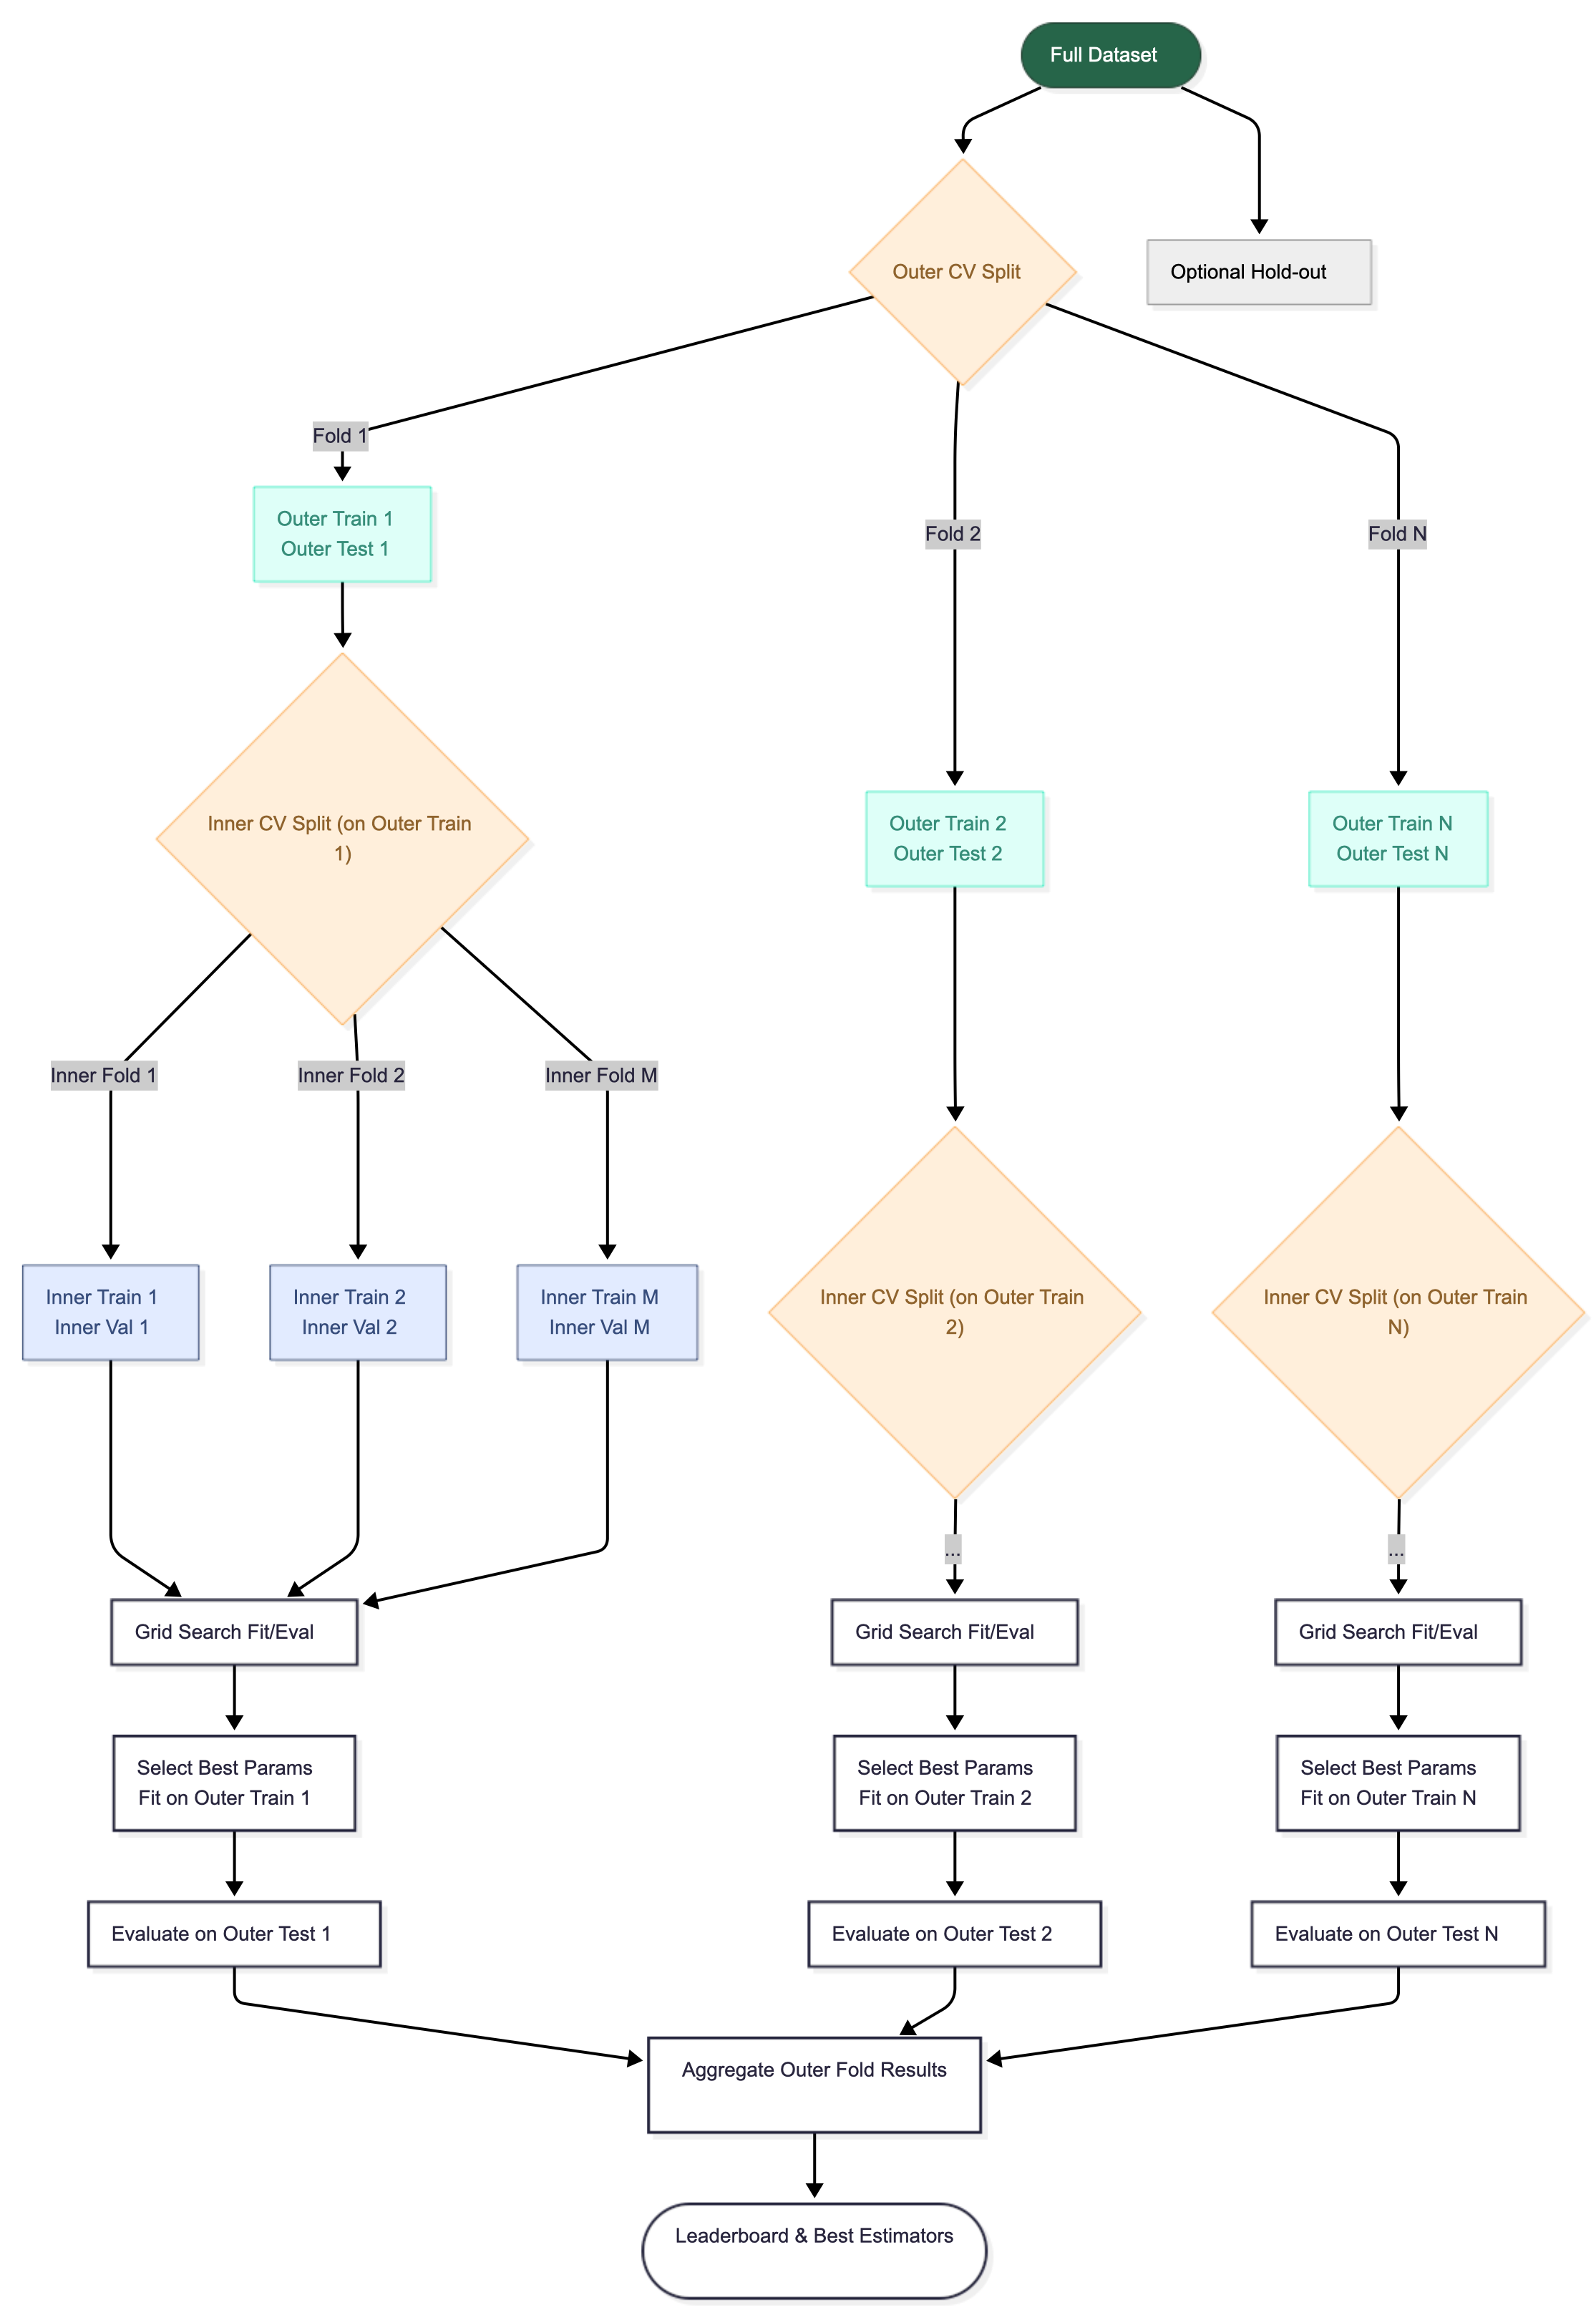 Full Dataset
Outer CV Split
Optional Hold-out
Fold 1
Outer Train 1
Outer Test 1
Fold 2
Fold N
Inner CV Split (on Outer Train
1)
Outer Train 2
Outer Test 2
Outer Train N
Outer Test N
Inner Fold 1
Inner Fold 2
Inner Fold M
Inner Train 1
Inner Val 1
Inner Train 2
Inner Val 2
Inner Train M
Inner Val M
Inner CV Split (on Outer Train
2)
Inner CV Split (on Outer Train
N)
...
...
Grid Search Fit/Eval
Grid Search Fit/Eval
Grid Search Fit/Eval
Select Best Params
Fit on Outer Train 1
Select Best Params
Fit on Outer Train 2
Select Best Params
Fit on Outer Train N
Evaluate on Outer Test 1
Evaluate on Outer Test 2
Evaluate on Outer Test N
Aggregate Outer Fold Results
Leaderboard & Best Estimators